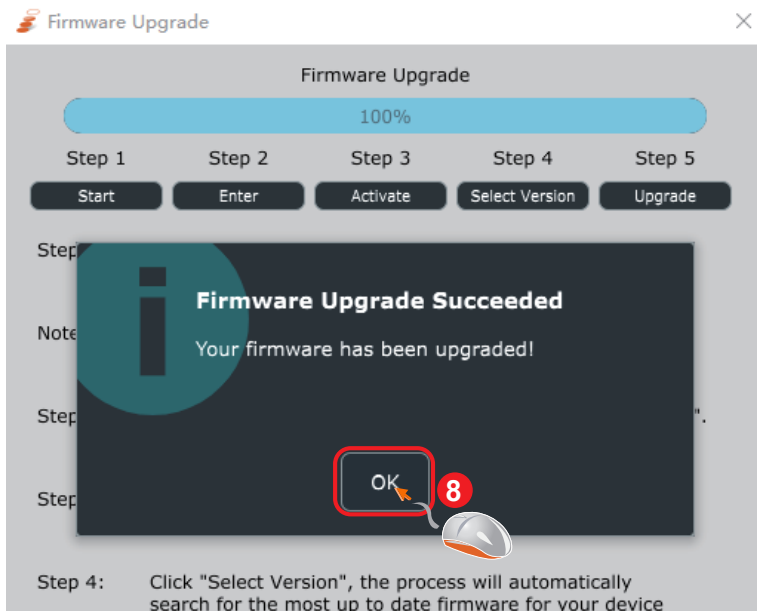 Firmware Upgrade
Firmware Upgrade
100%
Step 1 Step 2 Step 3 Step 4 Step 5
Start Enter Activate Select Version Upgrade
Step
Firmware Upgrade Succeeded
Note
Your firmware has been upgraded!
Step ".
OK 8
Step
Step 4: Click "Select Version", the process will automatically
search for the most up to date firmware for your device